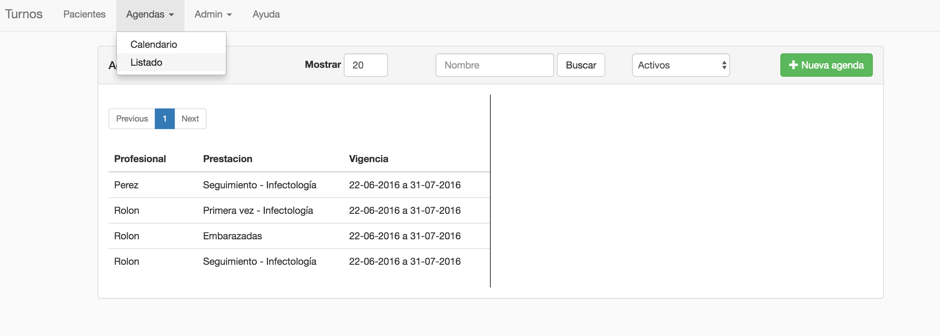 Turnos Pacientes Agendas Admin Ayuda
Calendario
Listado
Mostrar 20 Nombre Buscar Activos Nueva agenda
Previous 1 Next
Profesional Prestacion Vigencia
Perez Seguimiento - Infectología 22-06-2016 a 31-07-2016
Rolon Primera vez - Infectología 22-06-2016 a 31-07-2016
Rolon Embarazadas 22-06-2016 a 31-07-2016
Rolon Seguimiento - Infectología 22-06-2016 a 31-07-2016